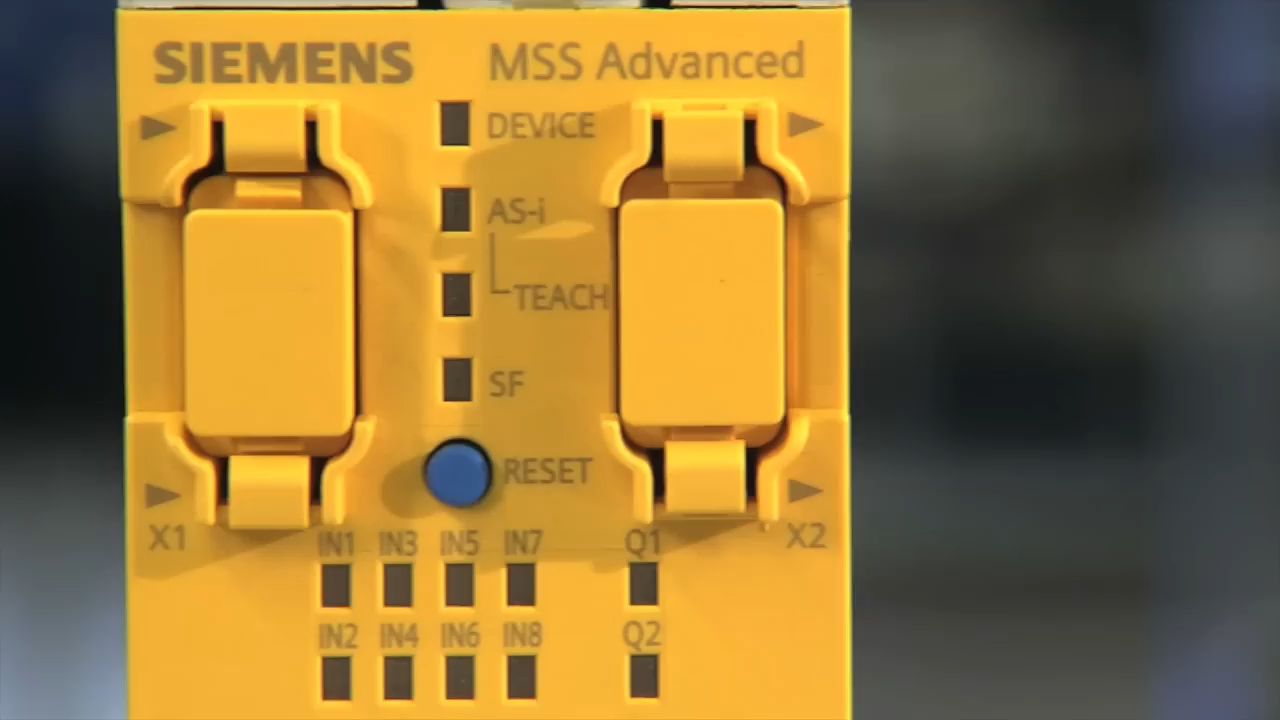 SIEMENS MSS Advanced
DEVICE
AS-i
TEACH
SF
RESET
X1 X2
IN1 IN3 IN5 IN7 Q1
IN2 IN4 IN6 IN8 Q2